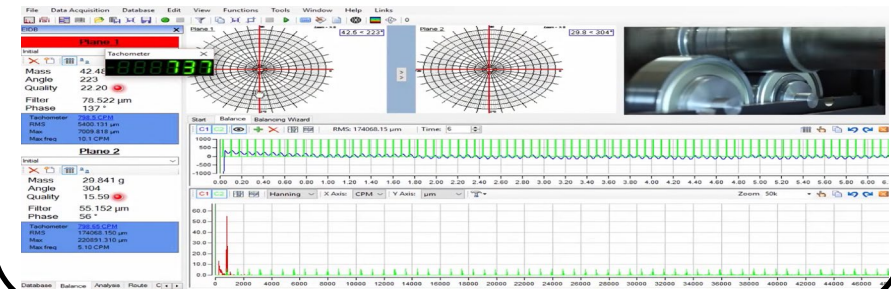 File Data Acquisition Database Edit View Functions Tools Window Help Links
EIDB
Plane 1
Initial
Tachometer
737
Mass 42.48
Angle 223
Quality 22.20
Filter 78.522 µm
Phase 137 °
Tachometer 798.5 CPM
RMS 5400.131 µm
Max 7009.818 µm
Max freq 10.1 CPM
Plane 2
Initial
Mass 29.841 g
Angle 304
Quality 15.59
Filter 55.152 µm
Phase 56 °
Tachometer 798.69 CPM
RMS 174068.150 µm
Max 220891.310 µm
Max freq 5.10 CPM
Database Balance Analyse Route C
Plane 1
42.5 < 223°
Plane 2
29.8 < 304°
Start Balance Balancing Wizard
C1 RMS: 174068.15 µm Time: 6
1000
500
0
-500
-1000
0.00 0.20 0.40 0.60 0.80 1.00 1.20 1.40 1.60 1.80 2.00 2.20 2.40 2.60 2.80 3.00 3.20 3.40 3.60 3.80 4.00 4.20 4.40 4.60 4.80 5.00 5.20 5.40 5.60 5.80 6.00
C1 Hanning X Axis: CPM Y Axis: µm Zoom 50k
60.0
50.0
40.0
30.0
20.0
10.0
0.0
0 2000 4000 6000 8000 10000 12000 14000 16000 18000 20000 22000 24000 26000 28000 30000 32000 34000 36000 38000 40000 42000 44000 46000